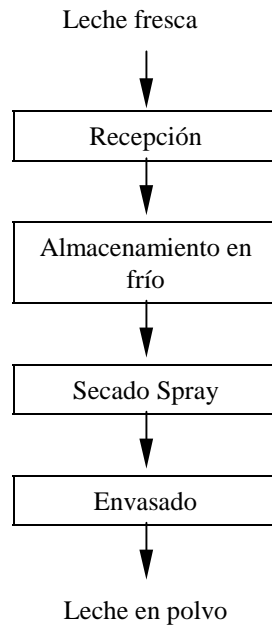 Leche fresca
Recepción
Almacenamiento en
frío
Secado Spray
Envasado
Leche en polvo